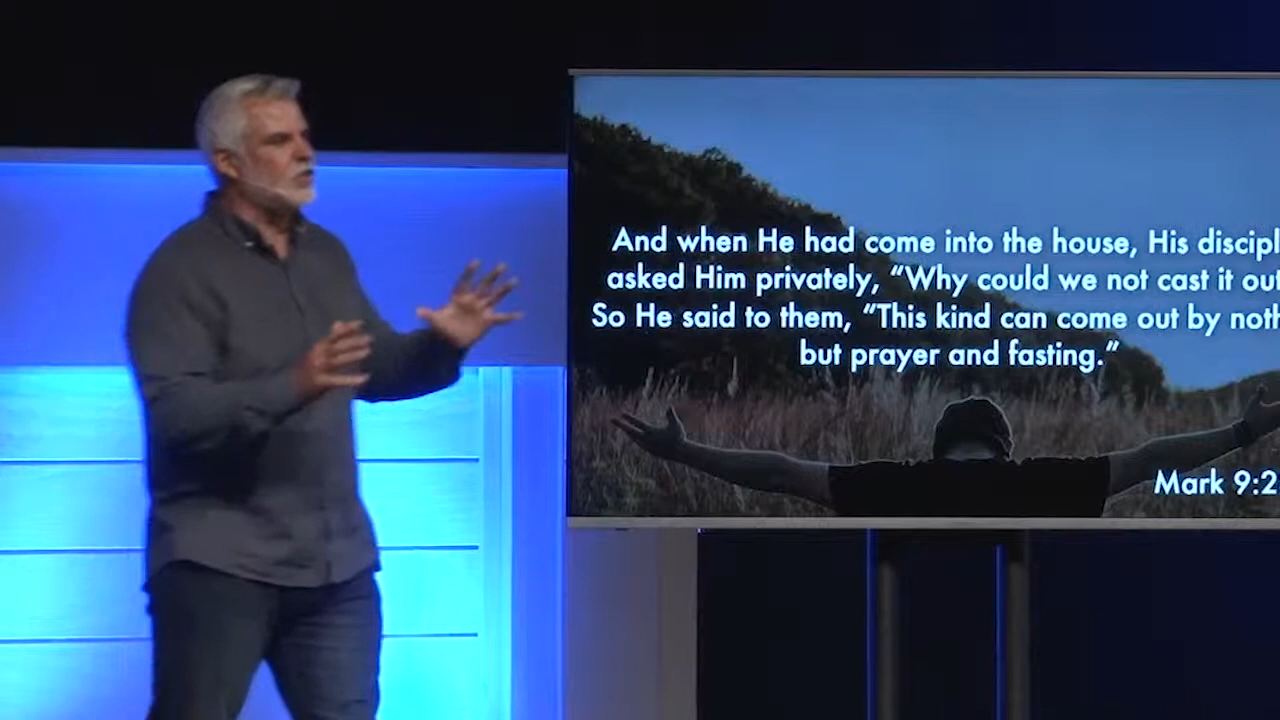 And when He had come into the house, His discipl
asked Him privately, “Why could we not cast it out
So He said to them, “This kind can come out by noth
but prayer and fasting.”
Mark 9:2